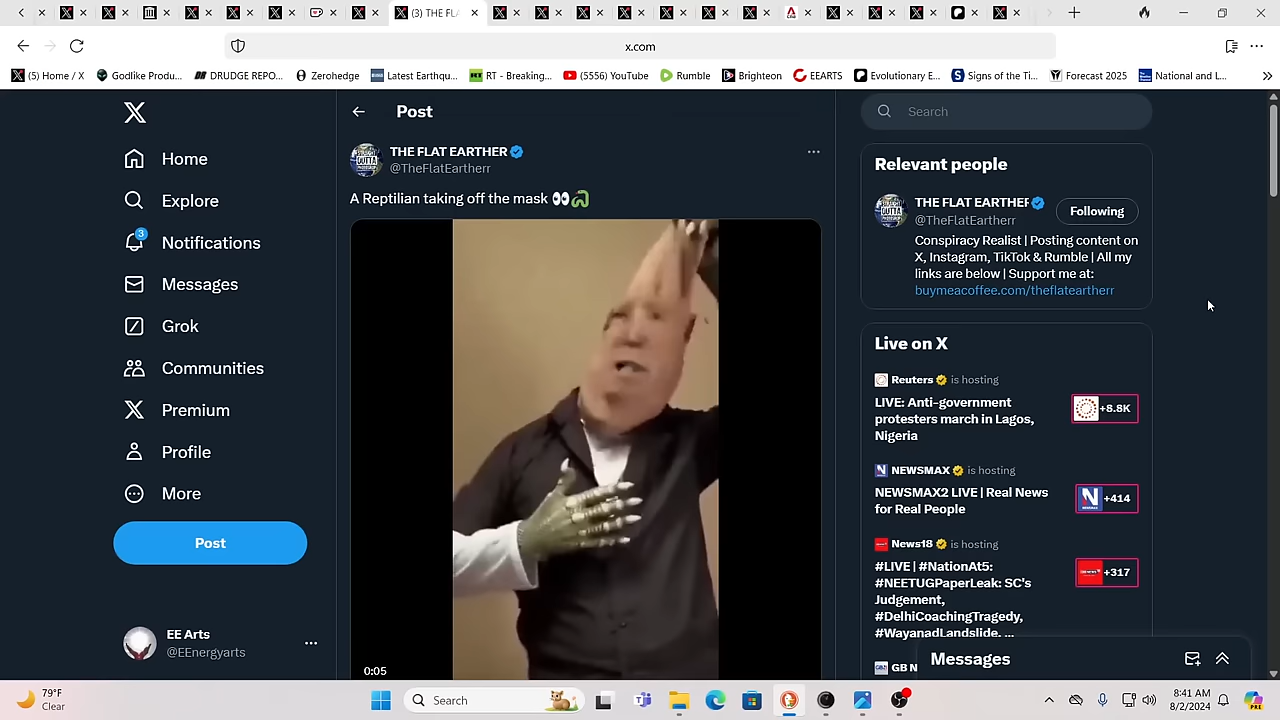 (3) THE FLA
x.com
(5) Home / X
Godlike Produ...
DRUDGE REPO...
Zerohedge
Latest Earthqu...
RT - Breaking...
(5556) YouTube
Rumble
Brighteon
EEARTS
Evolutionary E...
Signs of the Ti...
Forecast 2025
National and L...
Post
THE FLAT EARTHER
@TheFlatEartherr
A Reptilian taking off the mask 👀🐍
0:05
Home
Explore
3
Notifications
Messages
Grok
Communities
Premium
Profile
More
Post
EE Arts
@EEnergyarts
Search
Relevant people
THE FLAT EARTHER
@TheFlatEartherr
Following
Conspiracy Realist | Posting content on
X, Instagram, TikTok & Rumble | All my
links are below | Support me at:
buymeacoffee.com/theflatearther​r
Live on X
Reuters is hosting
LIVE: Anti-government
protesters march in Lagos,
Nigeria
+8.8K
NEWSMAX is hosting
NEWSMAX2 LIVE | Real News
for Real People
+414
News18 is hosting
#LIVE | #NationAt5:
#NEETUGPaperLeak: SC's
Judgement,
#DelhiCoachingTragedy,
#WayanadLandslide, ...
+317
GB N
Messages
79°F
Clear
Search
8:41 AM
8/2/2024
PRE